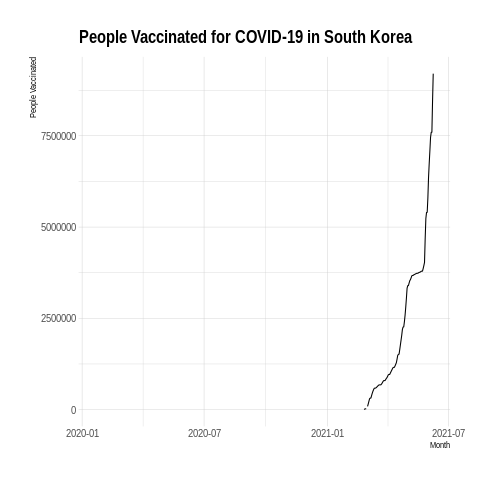 People Vaccinated for COVID-19 in South Korea
People Vaccinated
7500000
5000000
2500000
0
2020-01 2020-07 2021-01 2021-07
Month